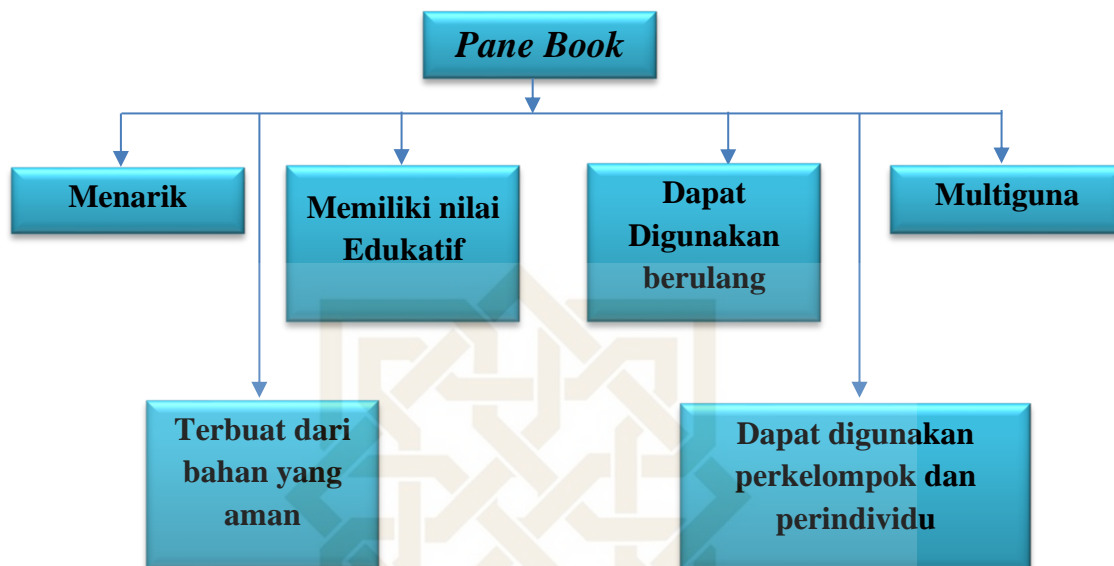 Pane Book
Menarik
Memiliki nilai
Edukatif
Dapat
Digunakan
berulang
Multiguna
Terbuat dari
bahan yang
aman
Dapat digunakan
perkelompok dan
perindividu